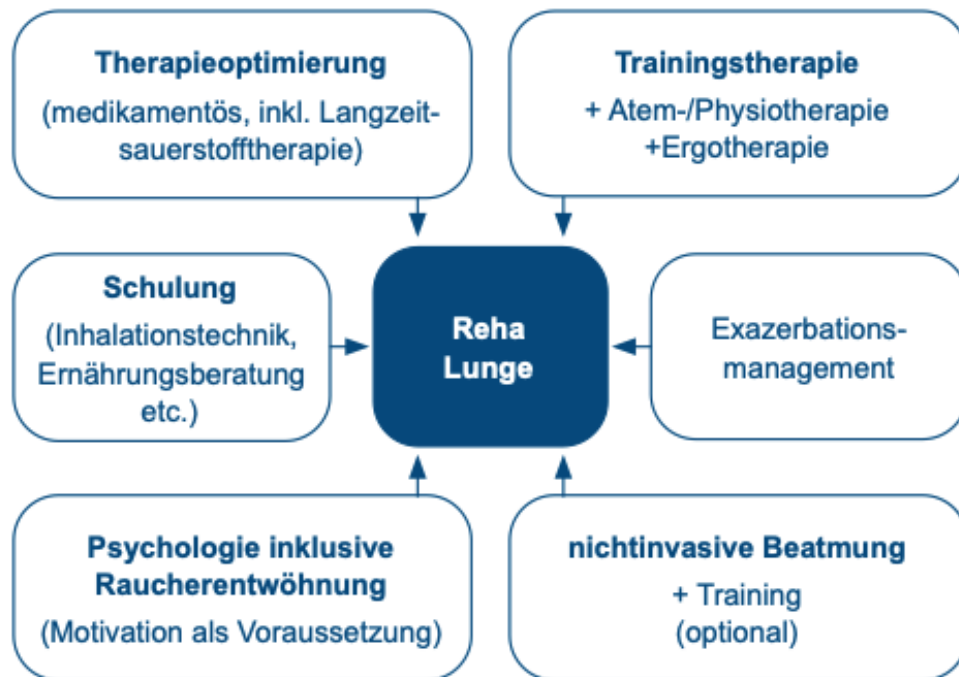 Therapieoptimierung
(medikamentös, inkl. Langzeit-
sauerstofftherapie)
Trainingstherapie
+ Atem-/Physiotherapie
+Ergotherapie
Schulung
(Inhalationstechnik,
Ernährungsberatung
etc.)
Reha
Lunge
Exazerbations-
management
Psychologie inklusive
Raucherentwöhnung
(Motivation als Voraussetzung)
nichtinvasive Beatmung
+ Training
(optional)